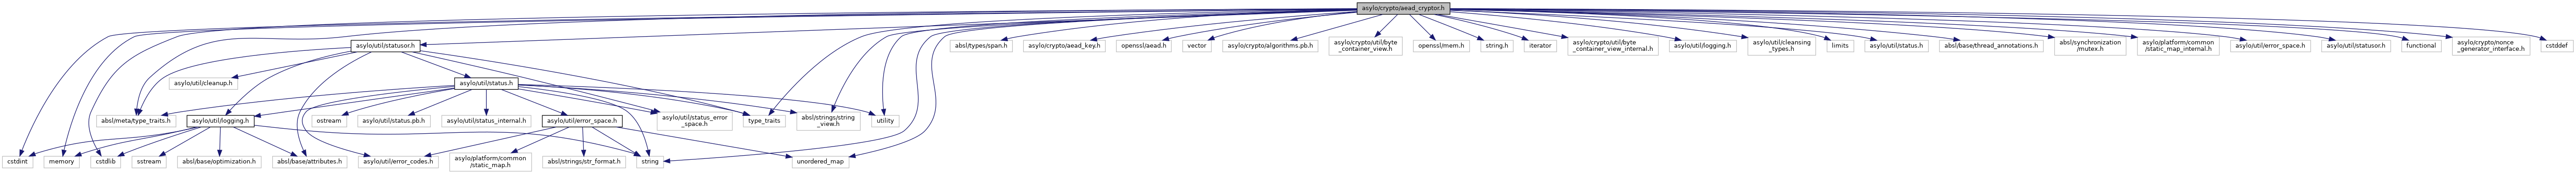 asylo/crypto/aead_cryptor.h
asylo/util/statusor.h
absl/types/span.h
asylo/crypto/aead_key.h
openssl/aead.h
vector
asylo/crypto/algorithms.pb.h
asylo/crypto/util/byte
_container_view.h
openssl/mem.h
string.h
iterator
asylo/crypto/util/byte
_container_view_internal.h
asylo/util/logging.h
asylo/util/cleansing
_types.h
limits
asylo/util/status.h
absl/base/thread_annotations.h
absl/synchronization
/mutex.h
asylo/platform/common
/static_map_internal.h
asylo/util/error_space.h
asylo/util/statusor.h
functional
asylo/crypto/nonce
_generator_interface.h
cstddef
asylo/util/cleanup.h
asylo/util/status.h
absl/meta/type_traits.h
asylo/util/logging.h
ostream
asylo/util/status.pb.h
asylo/util/status_internal.h
asylo/util/error_space.h
asylo/util/status_error
_space.h
type_traits
absl/strings/string
_view.h
utility
cstdint
memory
cstdlib
sstream
absl/base/optimization.h
absl/base/attributes.h
asylo/util/error_codes.h
asylo/platform/common
/static_map.h
absl/strings/str_format.h
string
unordered_map